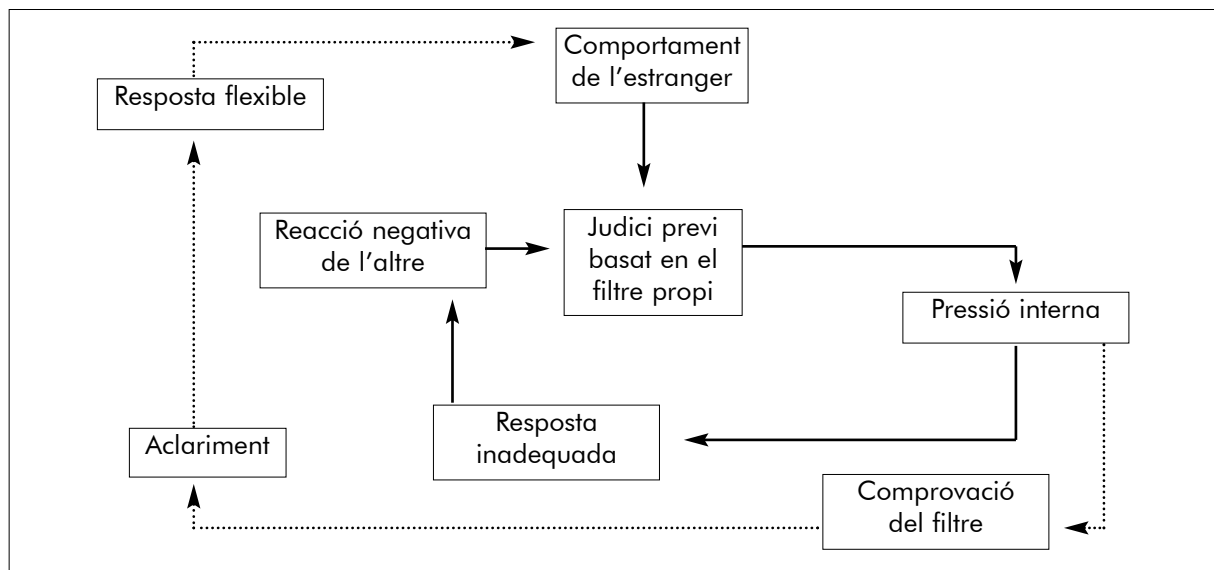 Comportament
de l’estranger
Resposta flexible
Reacció negativa
de l’altre
Judici previ
basat en el
filtre propi
Pressió interna
Resposta
inadequada
Aclariment
Comprovació
del filtre